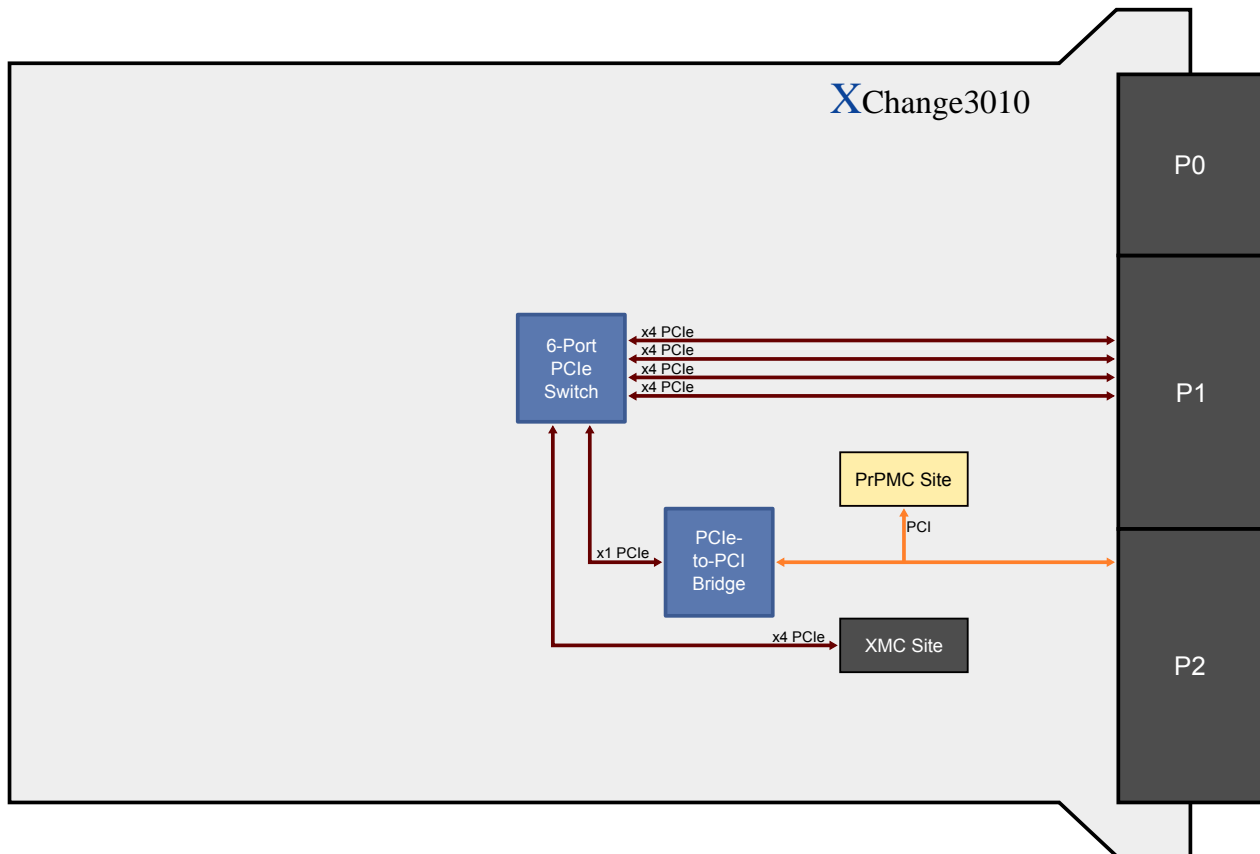 XChange3010
P0
x4 PCIe
x4 PCIe
x4 PCIe
x4 PCIe
6-Port
PCIe
Switch
P1
PrPMC Site
PCI
PCIe-
to-PCI
Bridge
x1 PCIe
x4 PCIe
XMC Site
P2